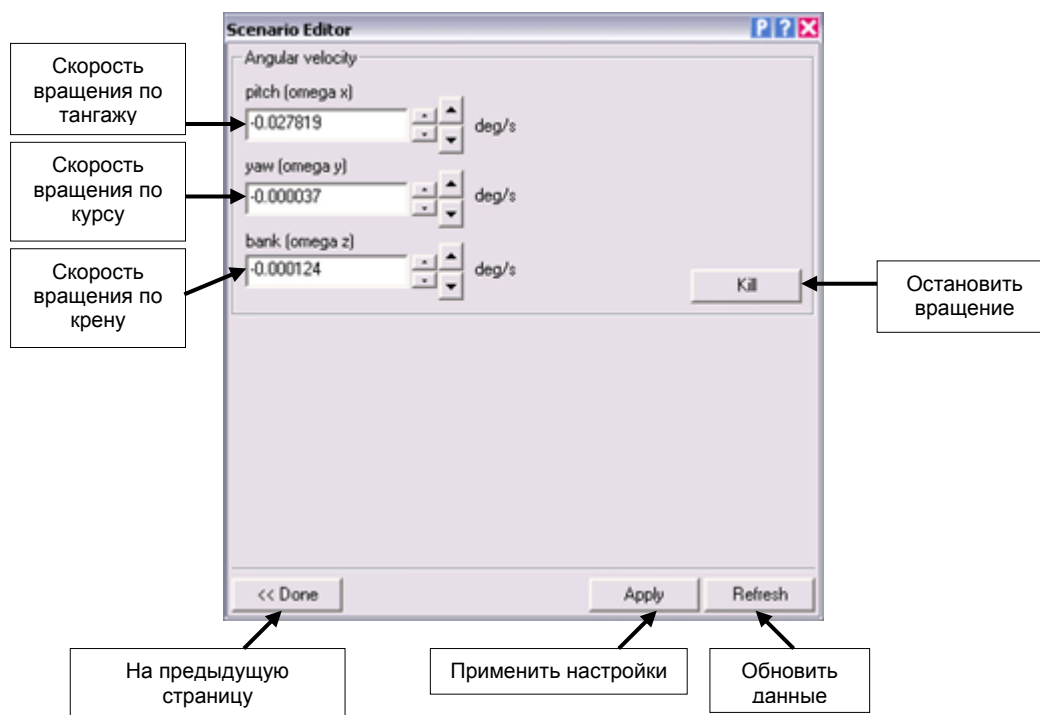 Scenario Editor
P ? X
Angular velocity
Скорость
вращения по
тангажу
pitch (omega x)
-0.027819
deg/s
Скорость
вращения по
курсу
yaw (omega y)
-0.000037
deg/s
Скорость
вращения по
крену
bank (omega z)
-0.000124
deg/s
Kill
Остановить
вращение
<< Done
Apply
Refresh
На предыдущую
страницу
Применить настройки
Обновить
данные